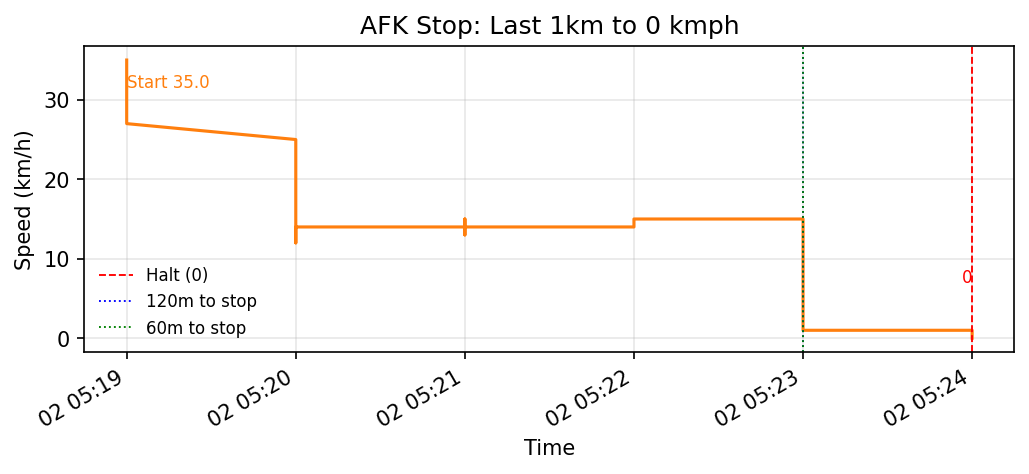 AFK Stop: Last 1km to 0 kmph
Start 35.0
30
20
10
0
Speed (km/h)
Halt (0)
120m to stop
60m to stop
0
02 05:19
02 05:20
02 05:21
02 05:22
02 05:23
02 05:24
Time